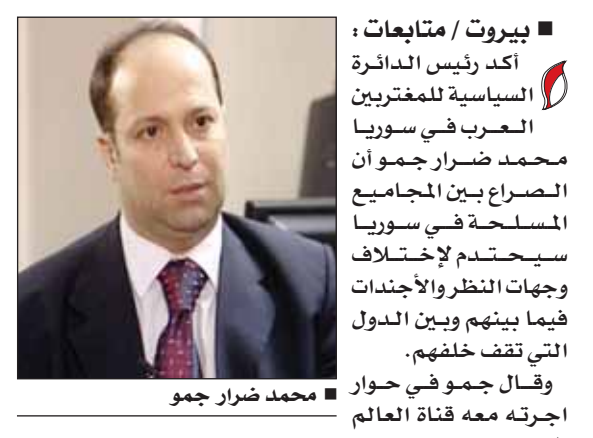 ■ بيروت / متابعات :
أكد رئيس الدائرة
السياسية للمغتربين
العرب في سوريا
محمد ضرار جمو أن
الصراع بين المجاميع
المسلحة في سوريا
سيحتدم لإختلاف
وجهات النظر والأجندات
فيما بينهم وبين الدول
التي تقف خلفهم.
وقال جمو في حوار
اجرته معه قناة العالم
■ محمد ضرار جمو